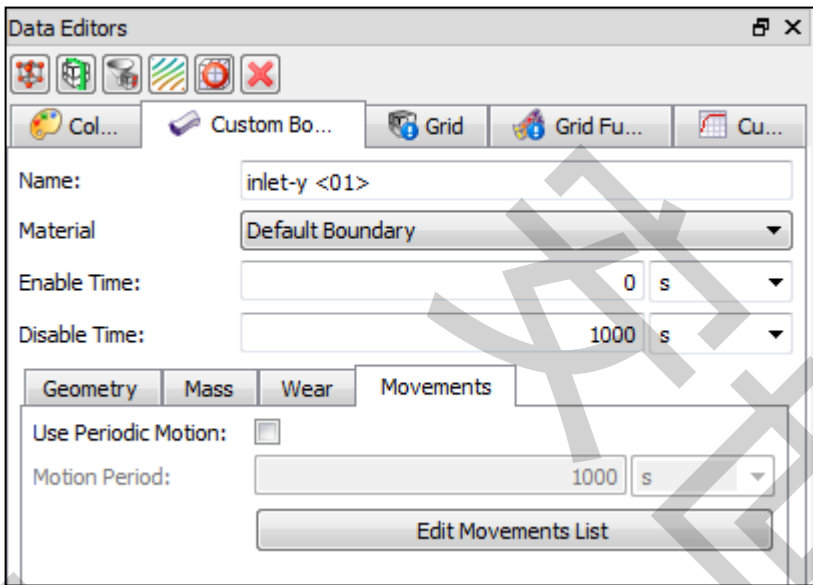 Data Editors
Col... Custom Bo... Grid Grid Fu... Cu...
Name: inlet-y <01>
Material Default Boundary
Enable Time: 0 s
Disable Time: 1000 s
Geometry Mass Wear Movements
Use Periodic Motion:
Motion Period: 1000 s
Edit Movements List